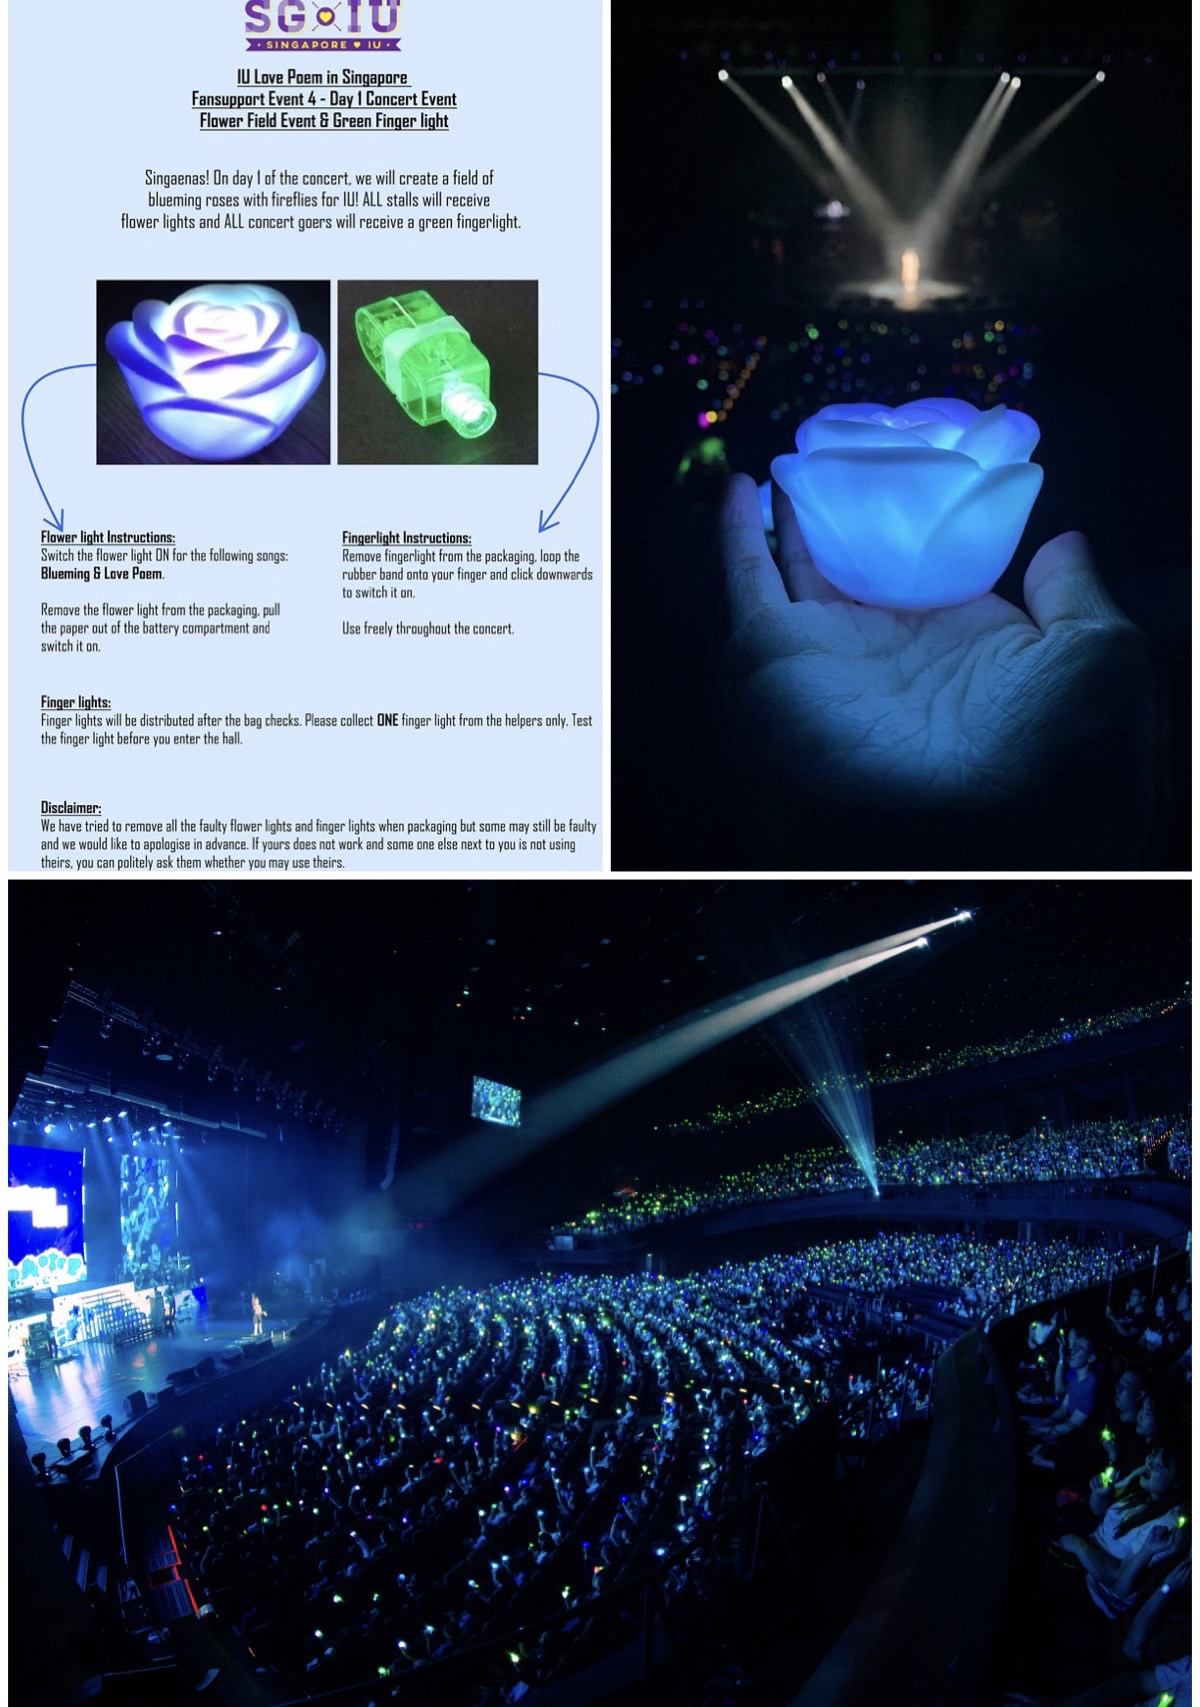 SG IU
SINGAPORE ♥ IU
IU Love Poem in Singapore
Fansupport Event 4 - Day 1 Concert Event
Flower Field Event & Green Finger light
Singaenas! On day 1 of the concert, we will create a field of
blueming roses with fireflies for IU! ALL stalls will receive
flower lights and ALL concert goers will receive a green fingerlight.
Flower light Instructions:
Switch the flower light ON for the following songs:
Blueming & Love Poem.
Remove the flower light from the packaging, pull
the paper out of the battery compartment and
switch it on.
Fingerlight Instructions:
Remove fingerlight from the packaging, loop the
rubber band onto your finger and click downwards
to switch it on.
Use freely throughout the concert.
Finger lights:
Finger lights will be distributed after the bag checks. Please collect ONE finger light from the helpers only. Test
the finger light before you enter the hall.
Disclaimer:
We have tried to remove all the faulty flower lights and finger lights when packaging but some may still be faulty
and we would like to apologise in advance. If yours does not work and some one else next to you is not using
theirs, you can politely ask them whether you may use theirs.